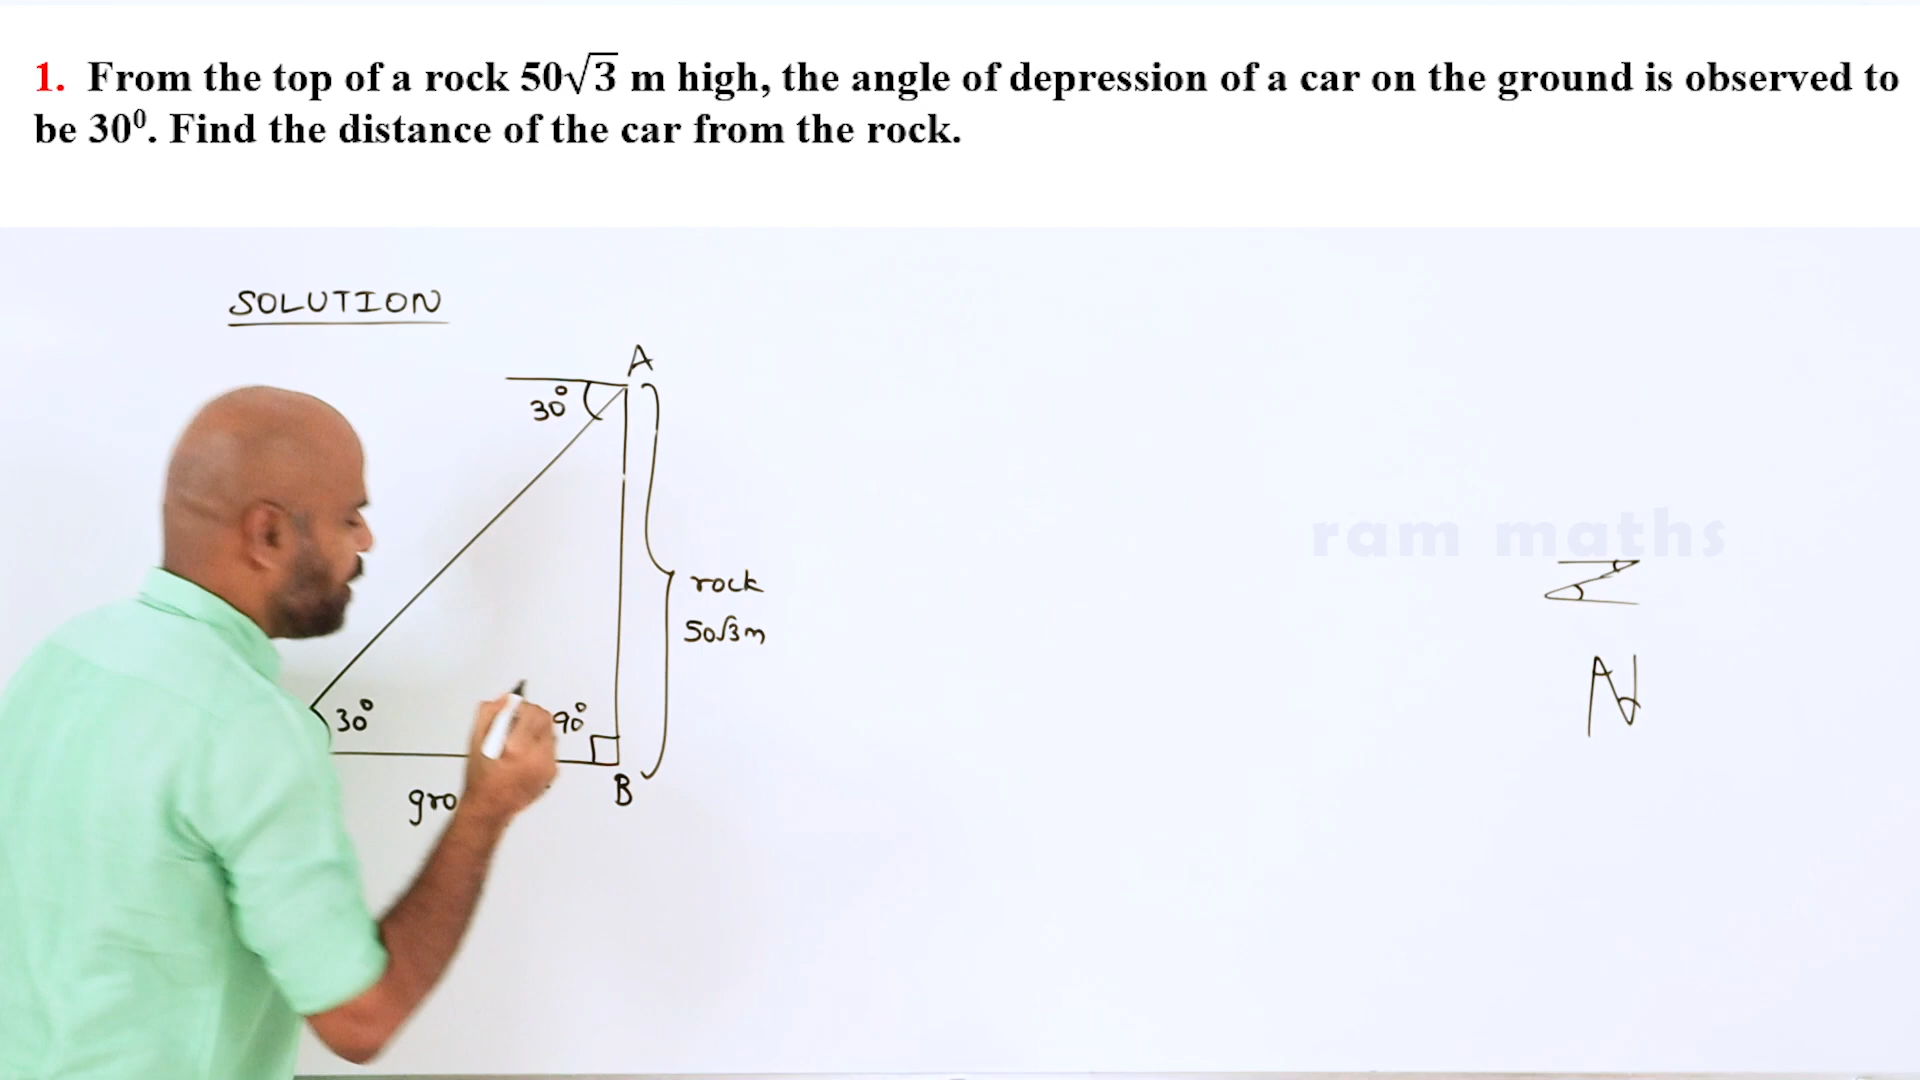 1. From the top of a rock 50√3 m high, the angle of depression of a car on the ground is observed to
be 30⁰. Find the distance of the car from the rock.
SOLUTION
A
30°
ram maths
rock
50√3m
Z
N
30°
90°
B
gro